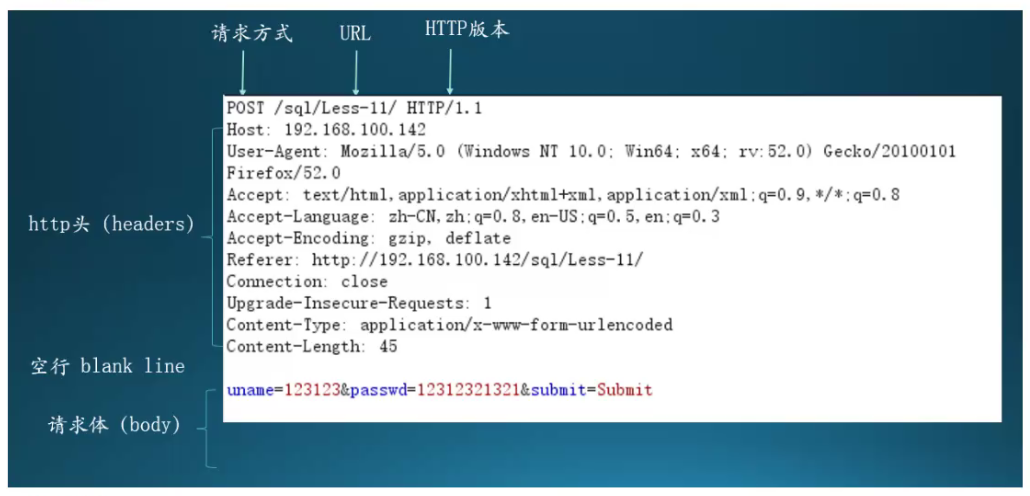 请求方式 URL HTTP版本
POST /sql/Less-11/ HTTP/1.1
Host: 192.168.100.142
User-Agent: Mozilla/5.0 (Windows NT 10.0; Win64; x64; rv:52.0) Gecko/20100101
Firefox/52.0
Accept: text/html,application/xhtml+xml,application/xml;q=0.9,*/*;q=0.8
Accept-Language: zh-CN,zh;q=0.8,en-US;q=0.5,en;q=0.3
http头 (headers)
Accept-Encoding: gzip, deflate
Referer: http://192.168.100.142/sql/Less-11/
Connection: close
Upgrade-Insecure-Requests: 1
Content-Type: application/x-www-form-urlencoded
Content-Length: 45
空行 blank line
uname=123123&passwd=12312321321&submit=Submit
请求体 (body)